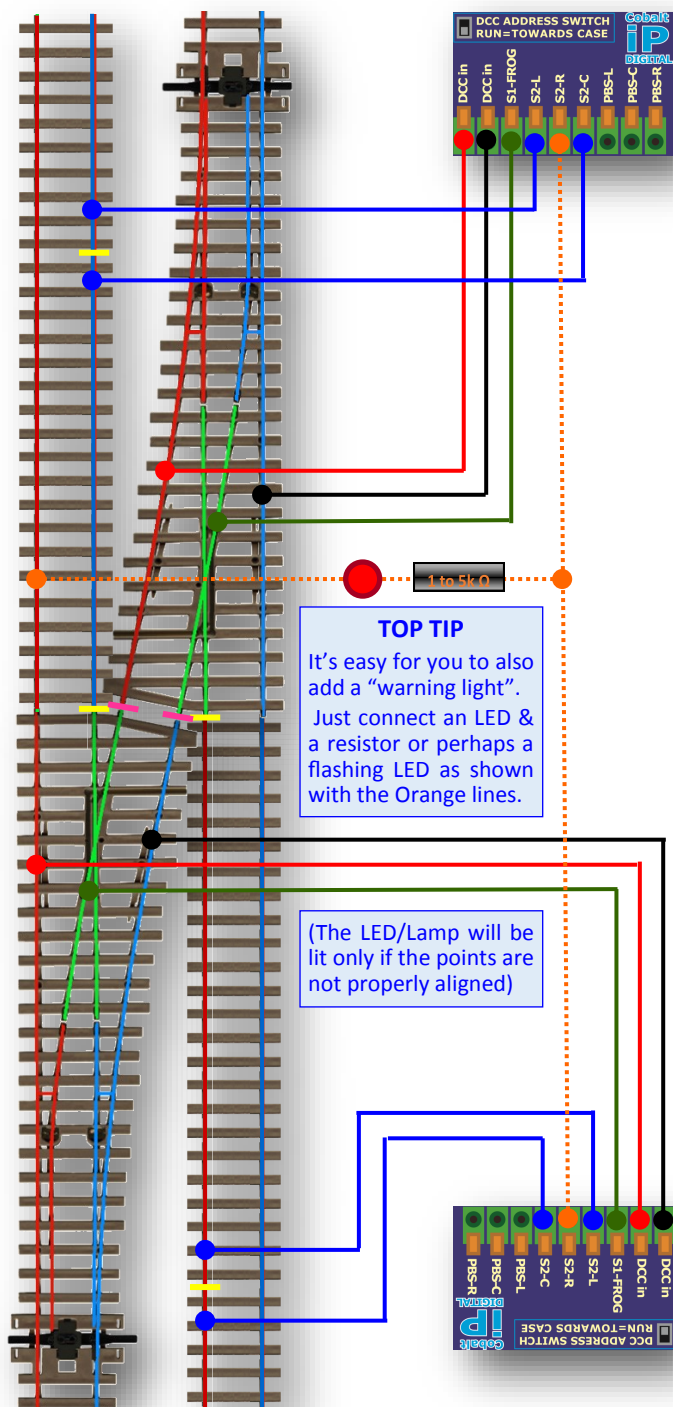 DCC ADDRESS SWITCH
RUN=TOWARDS CASE
Cobalt
iP
DIGITAL
DCC in
DCC in
S1-FROG
S2-L
S2-R
S2-C
PBS-L
PBS-C
PBS-R
1 to 5k Ω
TOP TIP
It’s easy for you to also
add a “warning light”.
Just connect an LED &
a resistor or perhaps a
flashing LED as shown
with the Orange lines.
(The LED/Lamp will be
lit only if the points are
not properly aligned)
PBS-R
PBS-C
PBS-L
S2-C
S2-R
S2-L
S1-FROG
DCC in
DCC in
Cobalt
iP
DIGITAL
DCC ADDRESS SWITCH
RUN=TOWARDS CASE